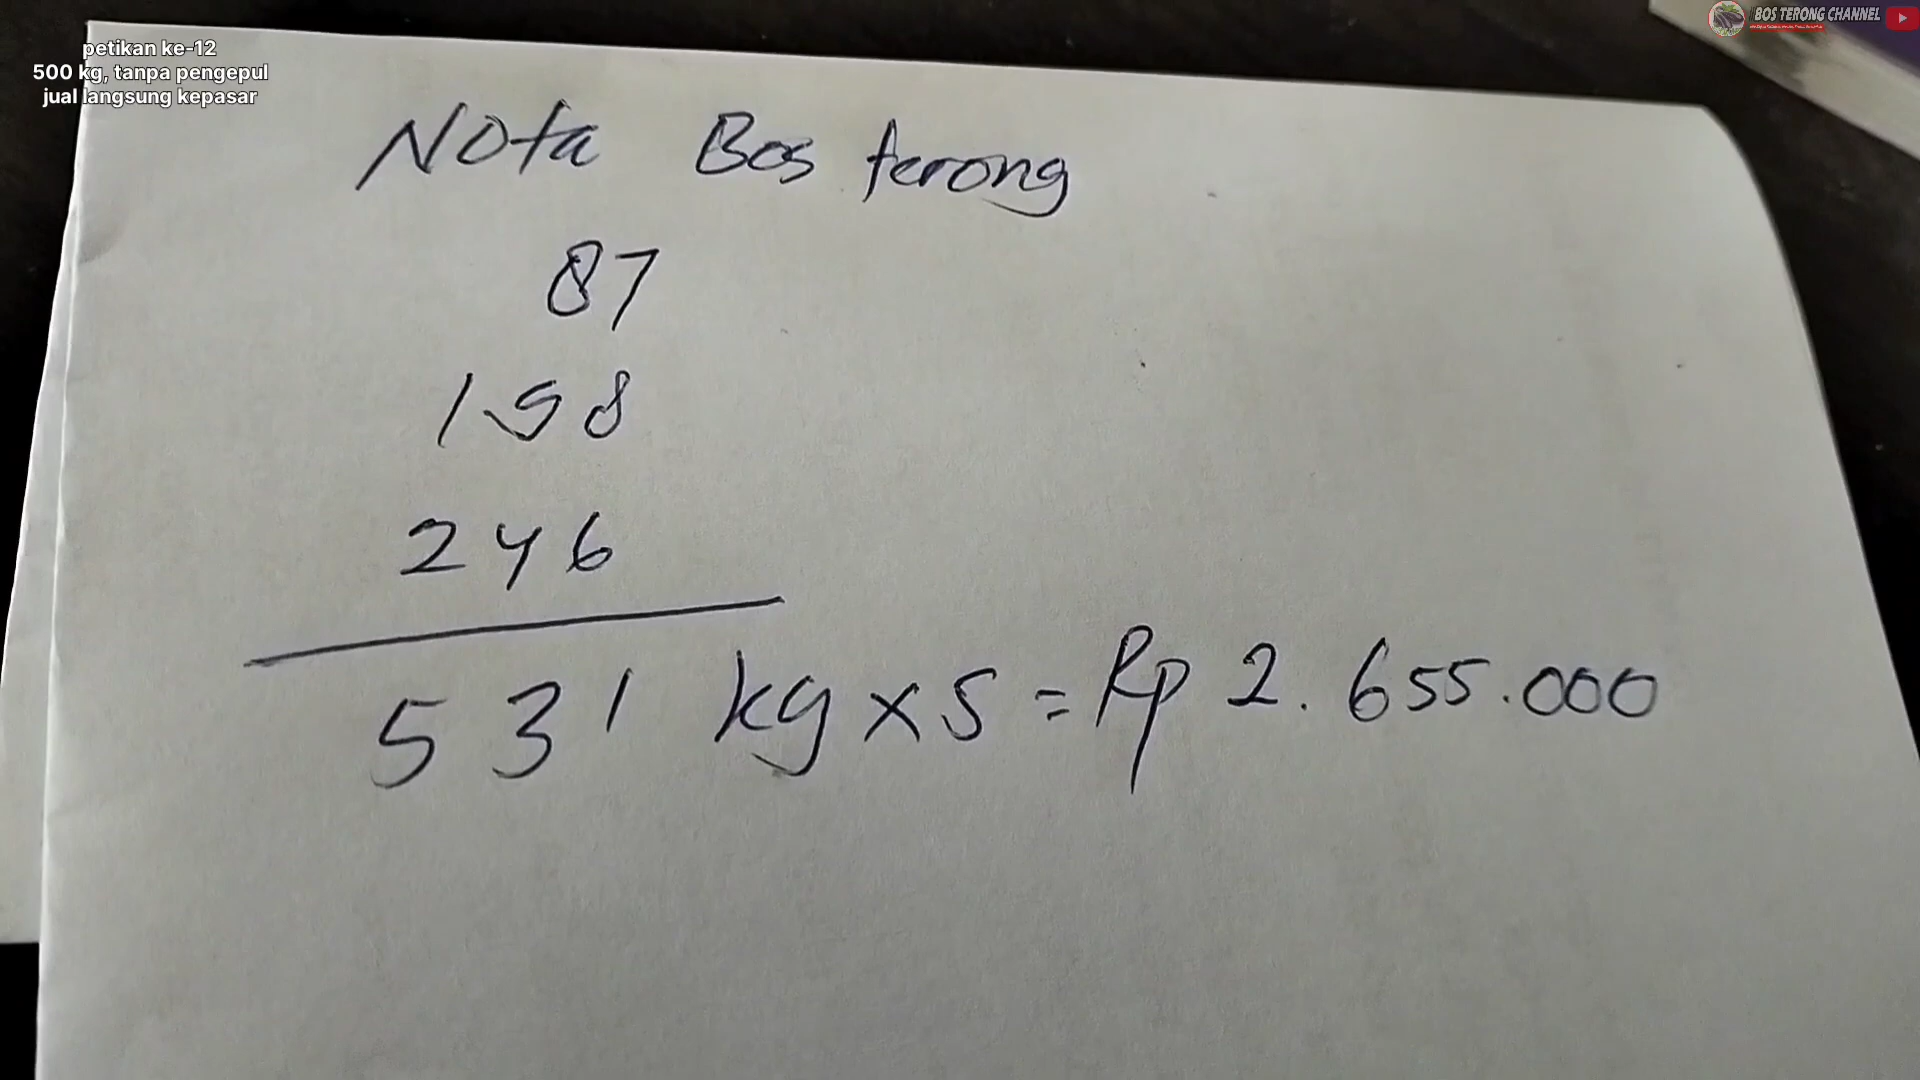 petikan ke-12
500 kg, tanpa pengepul
jual langsung kepasar
BOS TERONG CHANNEL
Nota Bos terong
87
198
246
531 kg x 5 = Rp 2.655.000